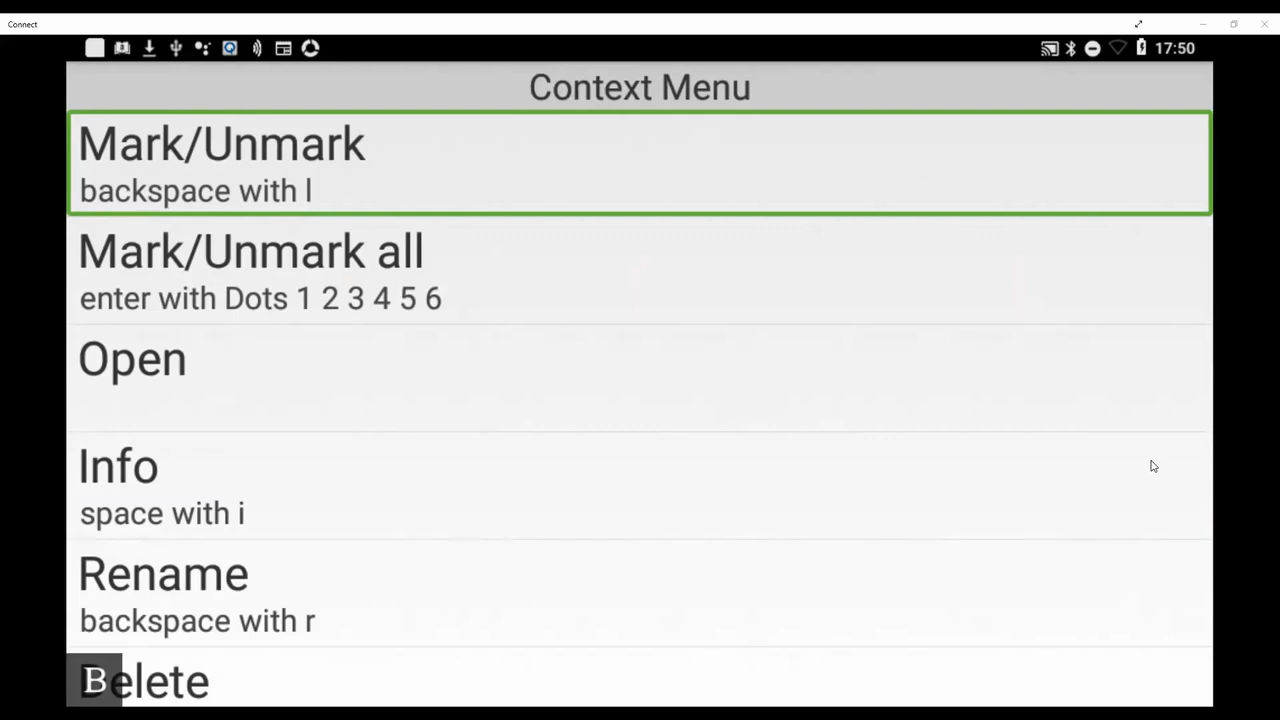 Connect
17:50
Context Menu
Mark/Unmark
backspace with l
Mark/Unmark all
enter with Dots 1 2 3 4 5 6
Open
Info
space with i
Rename
backspace with r
Delete
B